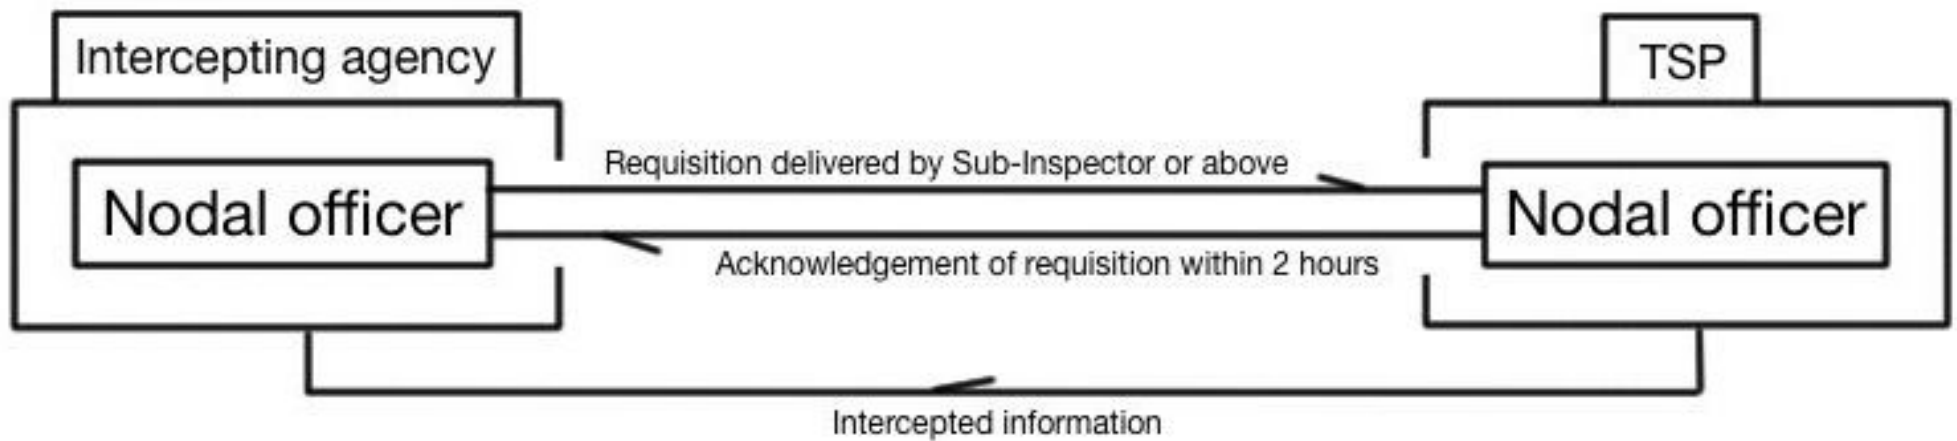 Intercepting agency
TSP
Requisition delivered by Sub-Inspector or above
Nodal officer
Nodal officer
Acknowledgement of requisition within 2 hours
Intercepted information